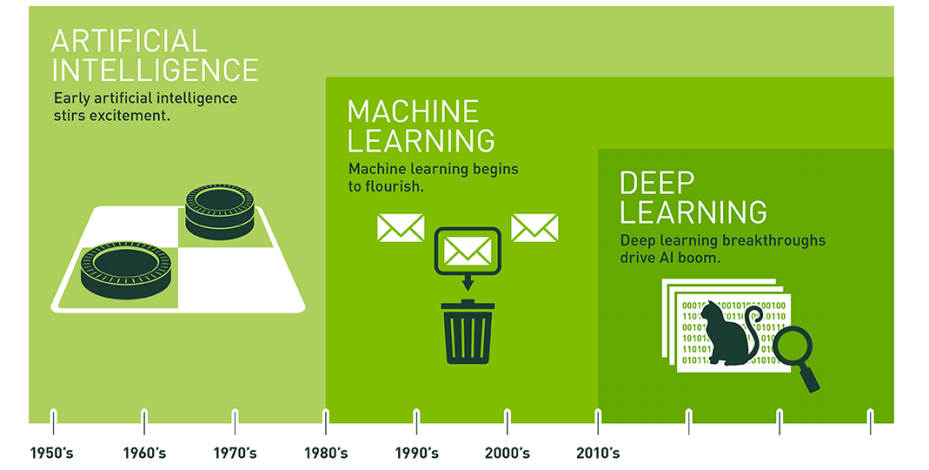 ARTIFICIAL
INTELLIGENCE
Early artificial intelligence
stirs excitement.
MACHINE
LEARNING
Machine learning begins
to flourish.
DEEP
LEARNING
Deep learning breakthroughs
drive AI boom.
1950's 1960's 1970's 1980's 1990's 2000's 2010's